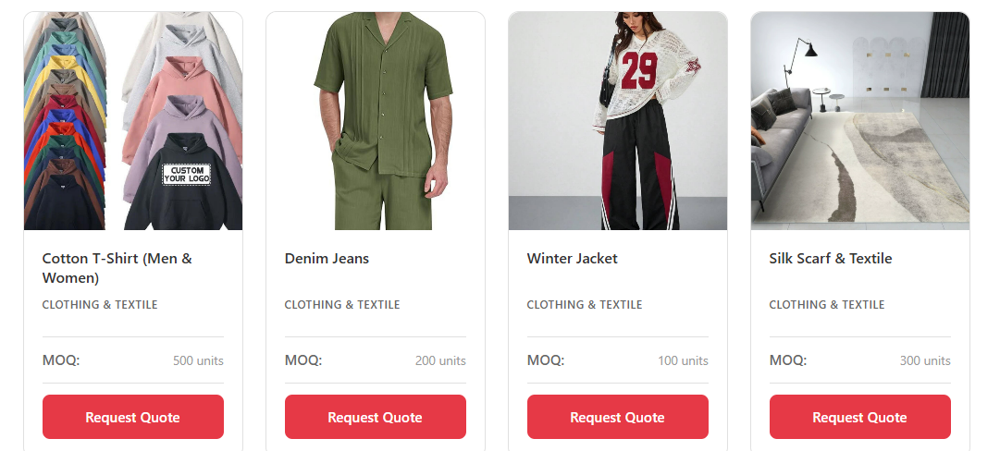 CUSTOM
YOUR LOGO
29
Cotton T-Shirt (Men &
Women)
CLOTHING & TEXTILE
MOQ:
500 units
Request Quote
Denim Jeans
CLOTHING & TEXTILE
MOQ:
200 units
Request Quote
Winter Jacket
CLOTHING & TEXTILE
MOQ:
100 units
Request Quote
Silk Scarf & Textile
CLOTHING & TEXTILE
MOQ:
300 units
Request Quote